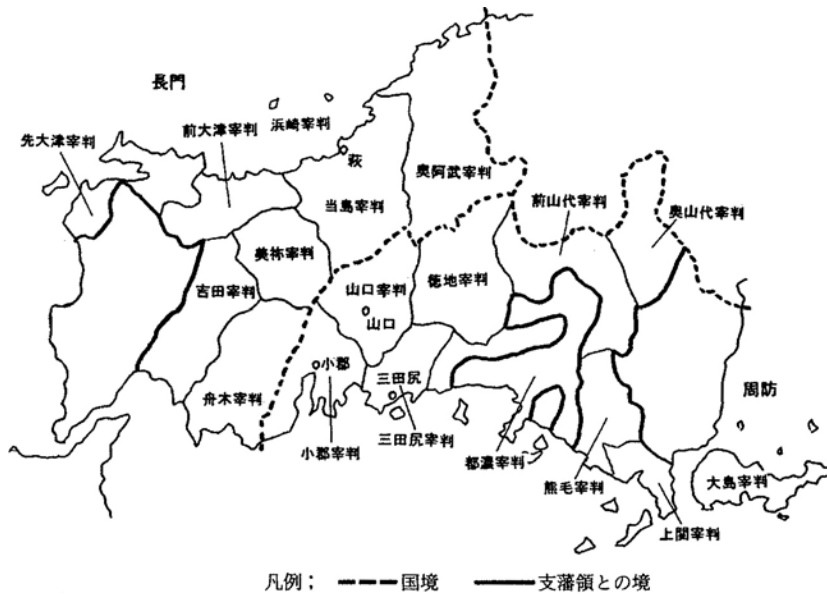 長門
前大津宰判
浜崎宰判
先大津宰判
萩
奥阿武宰判
当島宰判
前山代宰判
奥山代宰判
美祢宰判
吉田宰判
山口宰判
徳地宰判
山口
小郡
三田尻
舟木宰判
周防
小郡宰判
三田尻宰判
都濃宰判
熊毛宰判
大島宰判
上関宰判
凡例; 国境 支藩領との境